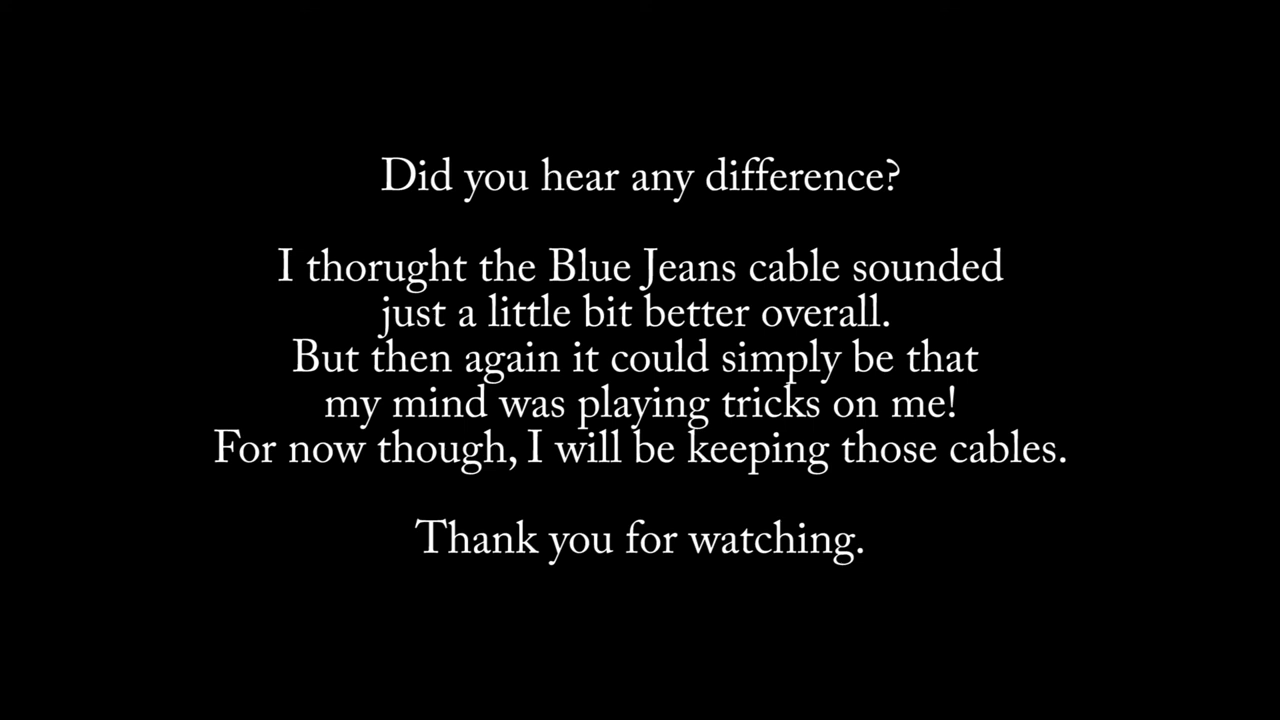 Did you hear any difference?
I thorught the Blue Jeans cable sounded
just a little bit better overall.
But then again it could simply be that
my mind was playing tricks on me!
For now though, I will be keeping those cables.
Thank you for watching.